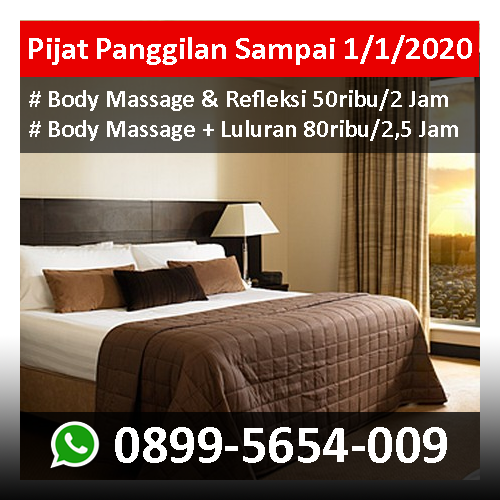 Pijat Panggilan Sampai 1/1/2020
# Body Massage & Refleksi 50ribu/2 Jam
# Body Massage + Luluran 80ribu/2,5 Jam
0899-5654-009